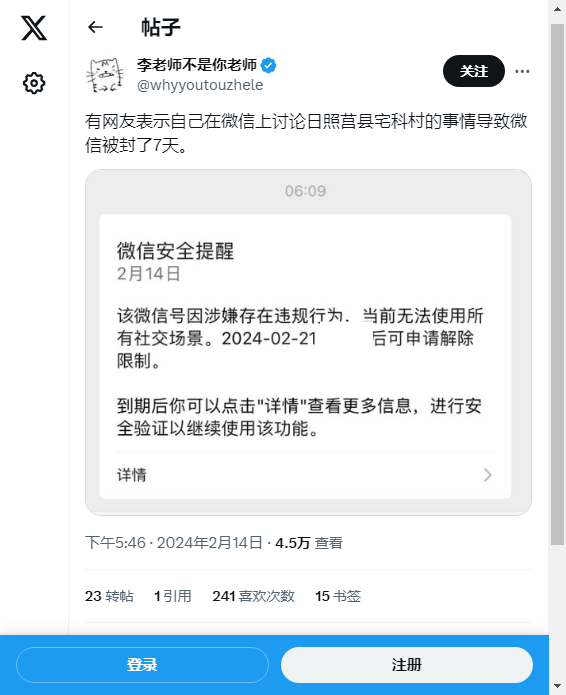 帖子
李老师不是你老师
@whyyoutouzhele
关注
有网友表示自己在微信上讨论日照莒县宅科村的事情导致微
信被封了7天。
06:09
微信安全提醒
2月14日
该微信号因涉嫌存在违规行为．当前无法使用所
有社交场景。2024-02-21 后可申请解除
限制。
到期后你可以点击"详情"查看更多信息，进行安
全验证以继续使用该功能。
详情
下午5:46 · 2024年2月14日 · 4.5万 查看
23 转帖 1 引用 241 喜欢次数 15 书签
登录 注册